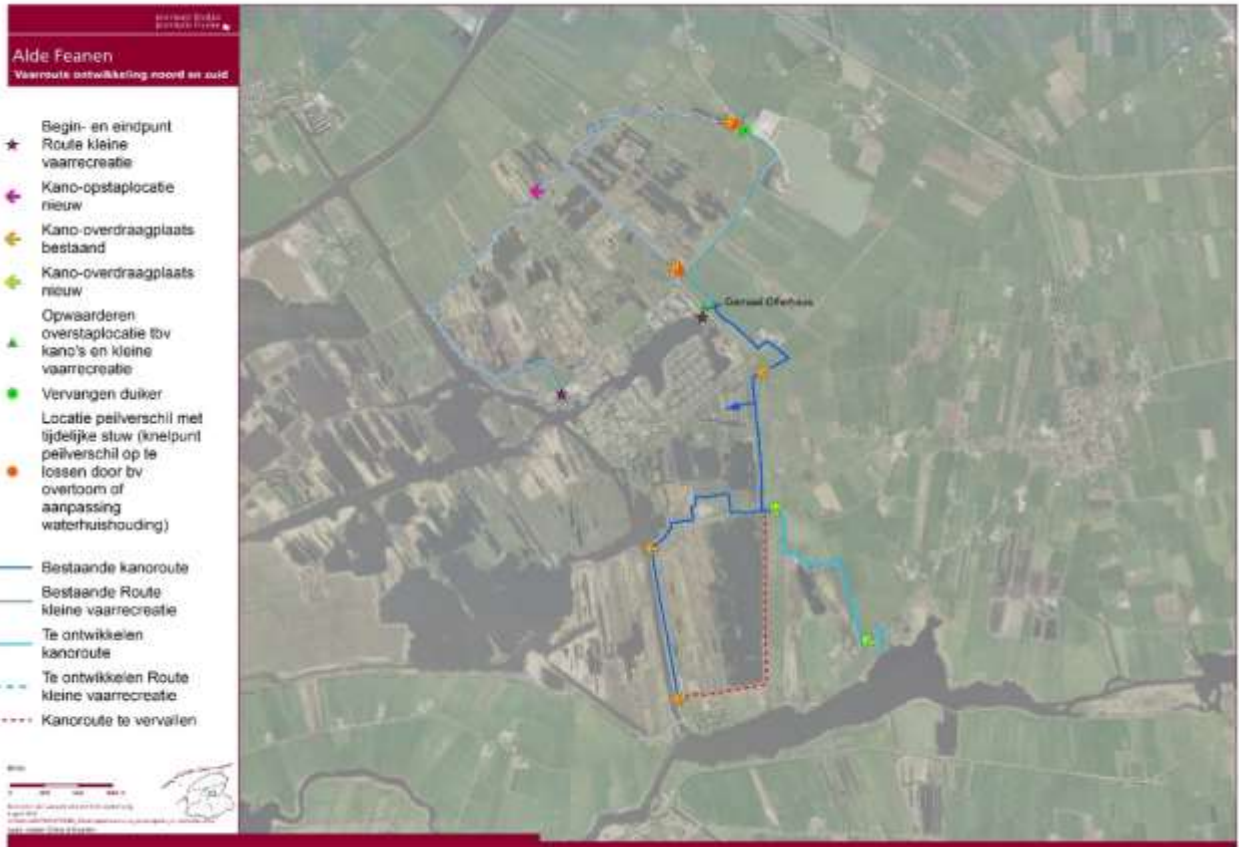 Alde Feanen
Vaarroute ontwikkeling noord en zuid
Begin- en eindpunt
Route kleine
vaarrecreatie
Kano-opstaplocatie
nieuw
Kano-overdraagplaats
bestaand
Kano-overdraagplaats
nieuw
Opwaarderen
overstaplocatie tbv
kano's en kleine
vaarrecreatie
Vervangen duiker
Locatie peilverschil met
tijdelijke stuw (knelpunt
peilverschil op te
lossen door bv
overtoom of
aanpassing
waterhuishouding)
Bestaande kanoroute
Bestaande Route
kleine vaarrecreatie
Te ontwikkelen
kanoroute
Te ontwikkelen Route
kleine vaarrecreatie
Kanoroute te vervallen